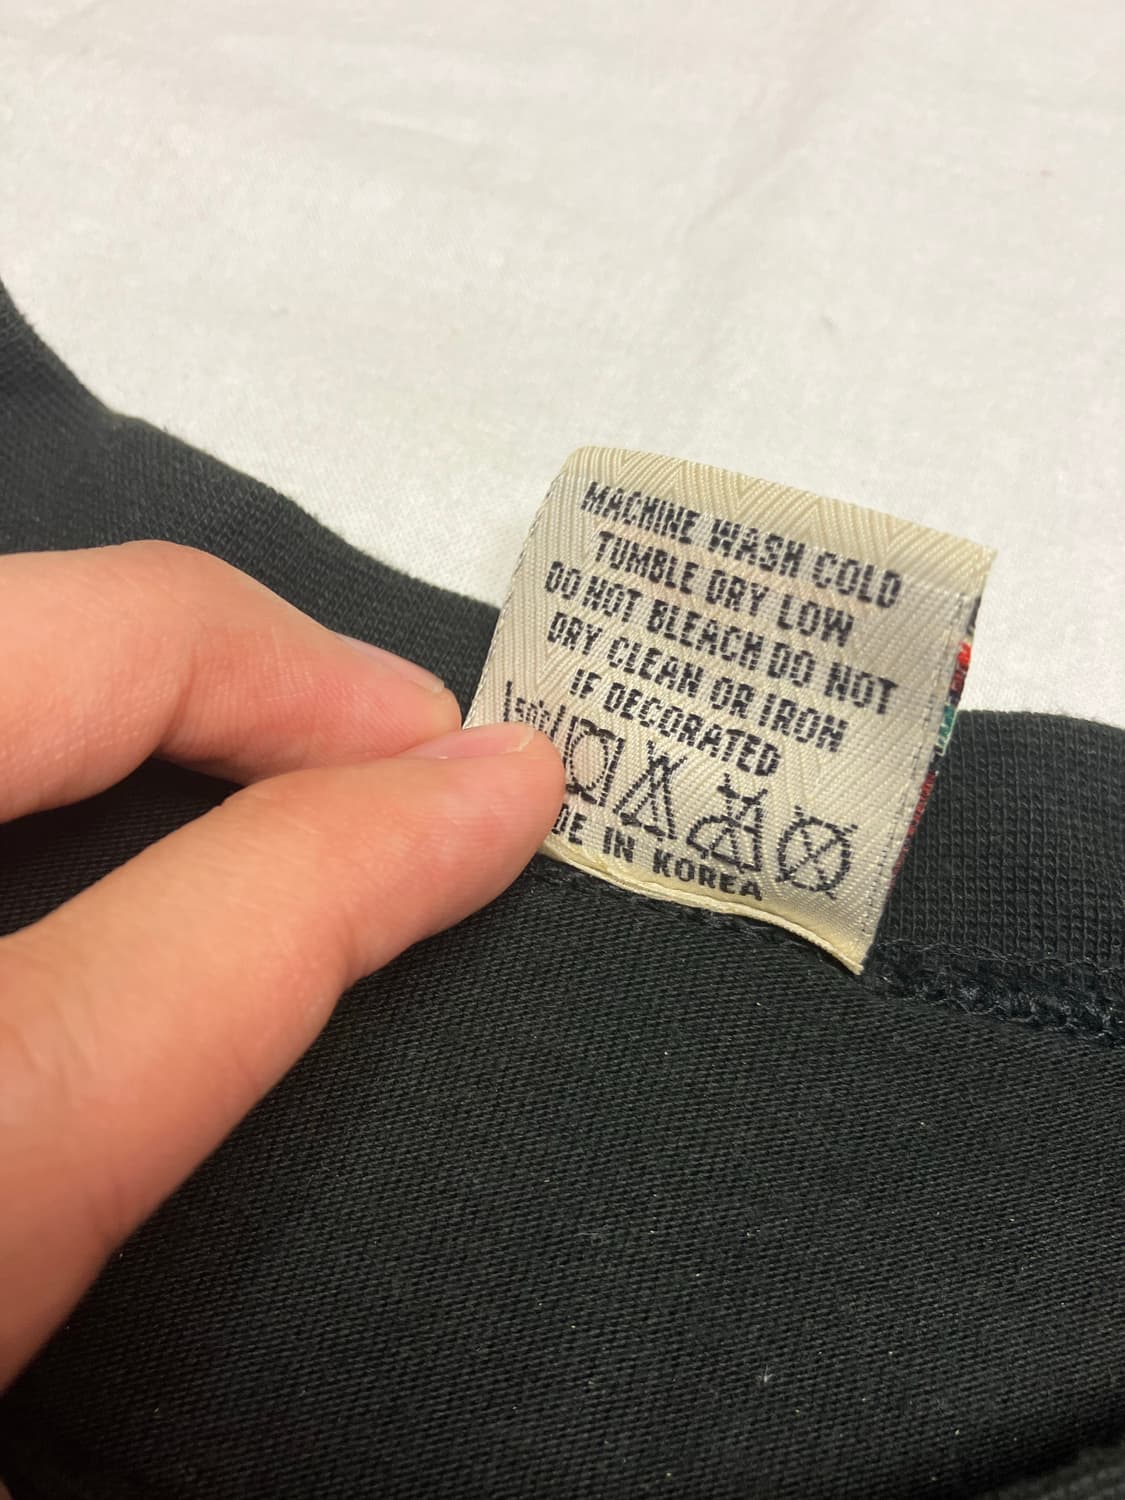 MACHINE WASH COLD
TUMBLE DRY LOW
DO NOT BLEACH DO NOT
DRY CLEAN OR IRON
IF DECORATED
DE IN KOREA